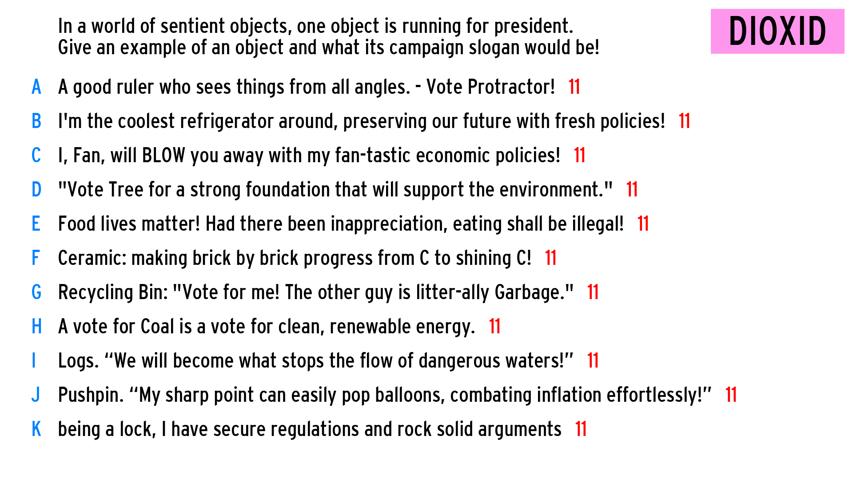 In a world of sentient objects, one object is running for president.
Give an example of an object and what its campaign slogan would be!
DIOXID
A A good ruler who sees things from all angles. - Vote Protractor! 11
B I'm the coolest refrigerator around, preserving our future with fresh policies! 11
C I, Fan, will BLOW you away with my fan-tastic economic policies! 11
D "Vote Tree for a strong foundation that will support the environment." 11
E Food lives matter! Had there been inappreciation, eating shall be illegal! 11
F Ceramic: making brick by brick progress from C to shining C! 11
G Recycling Bin: "Vote for me! The other guy is litter-ally Garbage." 11
H A vote for Coal is a vote for clean, renewable energy. 11
I Logs. “We will become what stops the flow of dangerous waters!” 11
J Pushpin. “My sharp point can easily pop balloons, combating inflation effortlessly!” 11
K being a lock, I have secure regulations and rock solid arguments 11